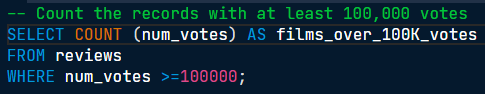 -- Count the records with at least 100,000 votes
SELECT COUNT (num_votes) AS films_over_100K_votes
FROM reviews
WHERE num_votes >=100000;